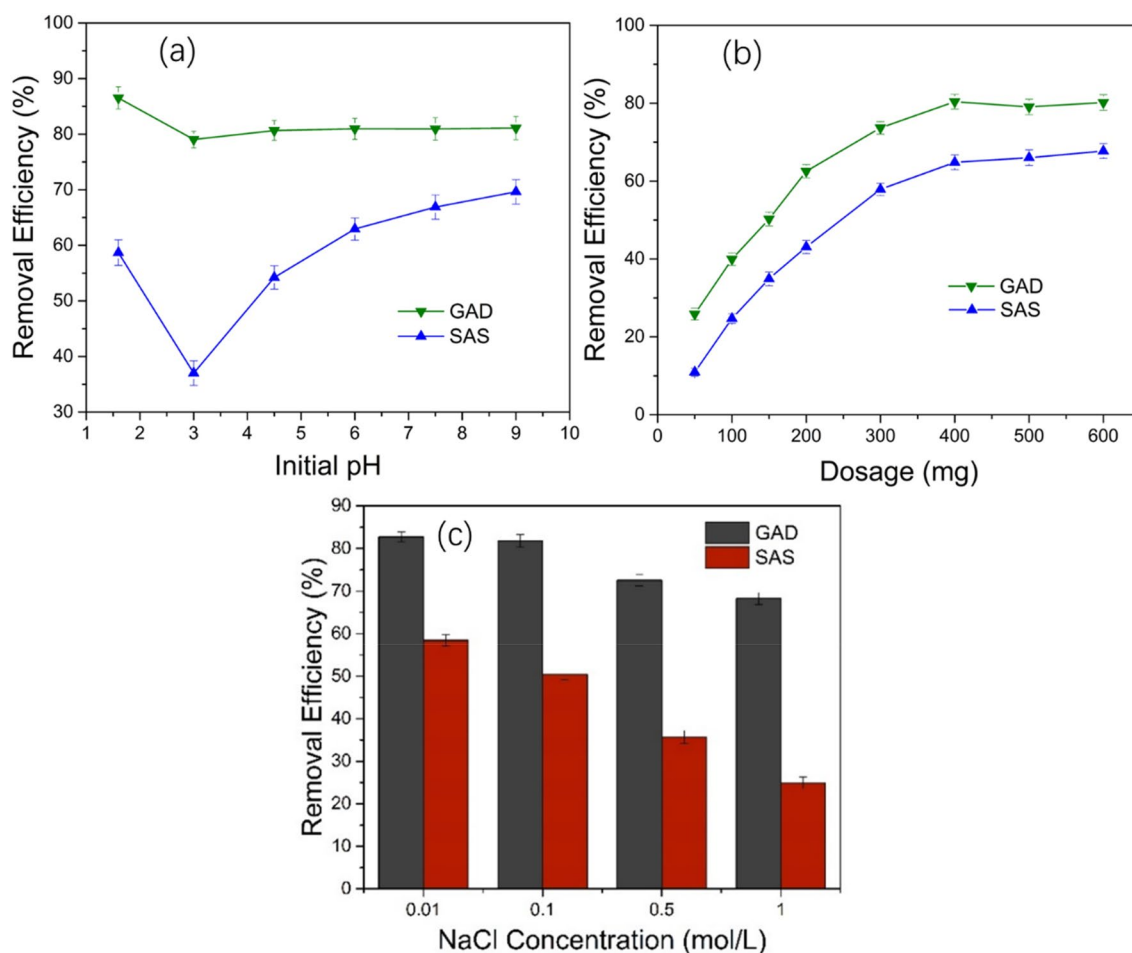 (a)
Removal Efficiency (%)
100
90
80
70
60
50
40
30
GAD
SAS
1 2 3 4 5 6 7 8 9 10
Initial pH
(b)
Removal Efficiency (%)
100
80
60
40
20
0
GAD
SAS
0 100 200 300 400 500 600
Dosage (mg)
(c)
Removal Efficiency (%)
90
80
70
60
50
40
30
20
10
0
GAD
SAS
0.01 0.1 0.5 1
NaCl Concentration (mol/L)